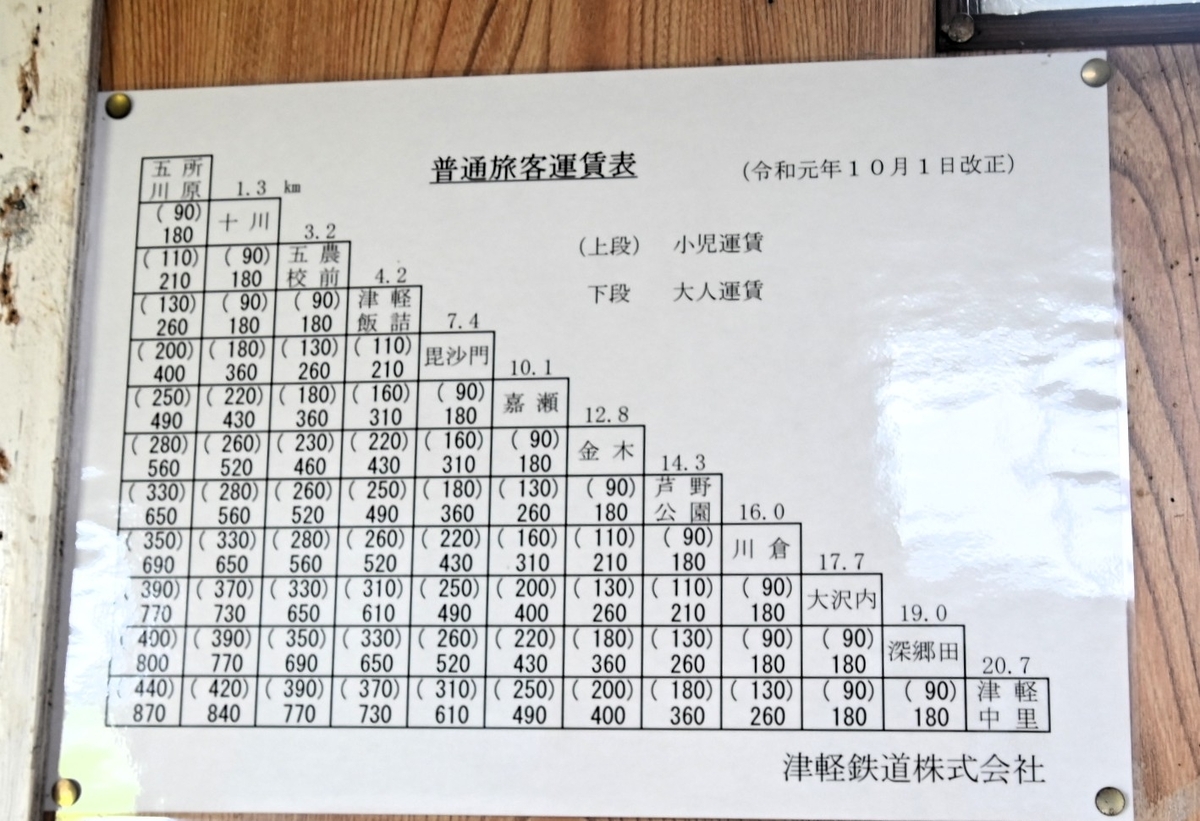 普通旅客運賃表 (令和元年10月1日改正)
(上段) 小児運賃
下段 大人運賃
五所
川原 1.3 km
(90) 十川
180 3.2
(110) (90) 五農
210 180 校前 4.2
(130) (90) (90) 津軽
260 180 180 飯詰 7.4
(200) (180) (130) (110) 毘沙門
400 360 260 210 10.1
(250) (220) (180) (160) (90) 嘉瀬
490 430 360 310 180 12.8
(280) (260) (230) (220) (160) (90) 金木
560 520 460 430 310 180 14.3
(330) (280) (260) (250) (180) (130) (90) 芦野
650 560 520 490 360 260 180 公園 16.0
(350) (330) (280) (260) (220) (160) (110) (90) 川倉
690 650 560 520 430 310 210 180 17.7
(390) (370) (330) (310) (250) (200) (130) (110) (90) 大沢内
770 730 650 610 490 400 260 210 180 19.0
(400) (390) (350) (330) (260) (220) (180) (130) (90) (90) 深郷田
800 770 690 650 520 430 360 260 180 180 20.7
(440) (420) (390) (370) (310) (250) (200) (180) (130) (90) (90) 津軽
870 840 770 730 610 490 400 360 260 180 180 中里
津軽鉄道株式会社